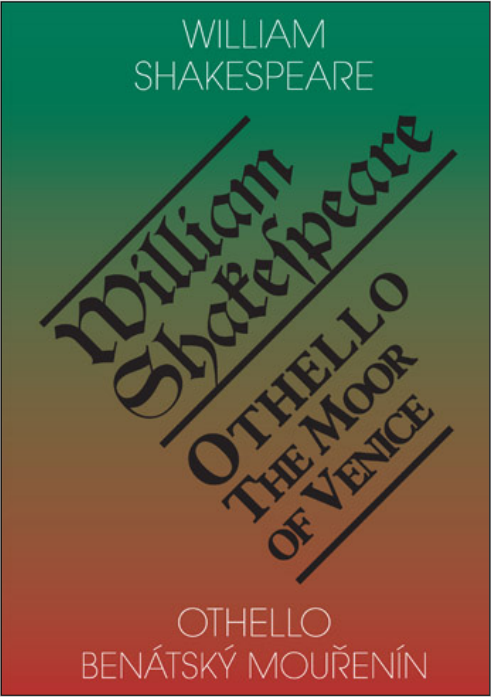 WILLIAM
SHAKESPEARE
William
Shakeſpeare
OTHELLO
THE MOOR
OF VENICE
OTHELLO
BENÁTSKÝ MOUŘENÍN